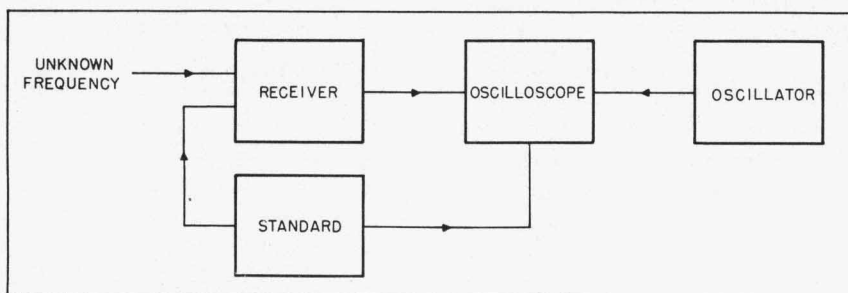 UNKNOWN
FREQUENCY
RECEIVER
OSCILLOSCOPE
OSCILLATOR
STANDARD